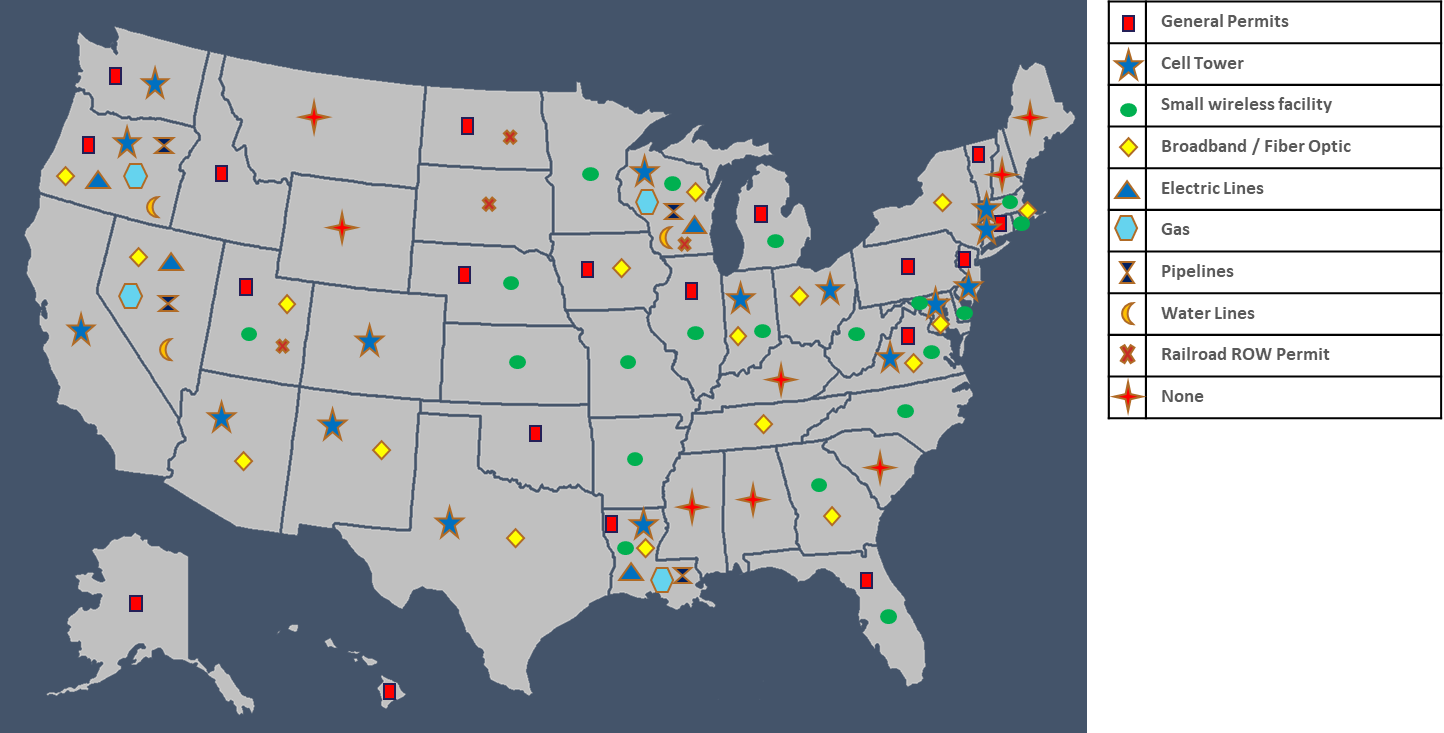 General Permits
Cell Tower
Small wireless facility
Broadband / Fiber Optic
Electric Lines
Gas
Pipelines
Water Lines
Railroad ROW Permit
None